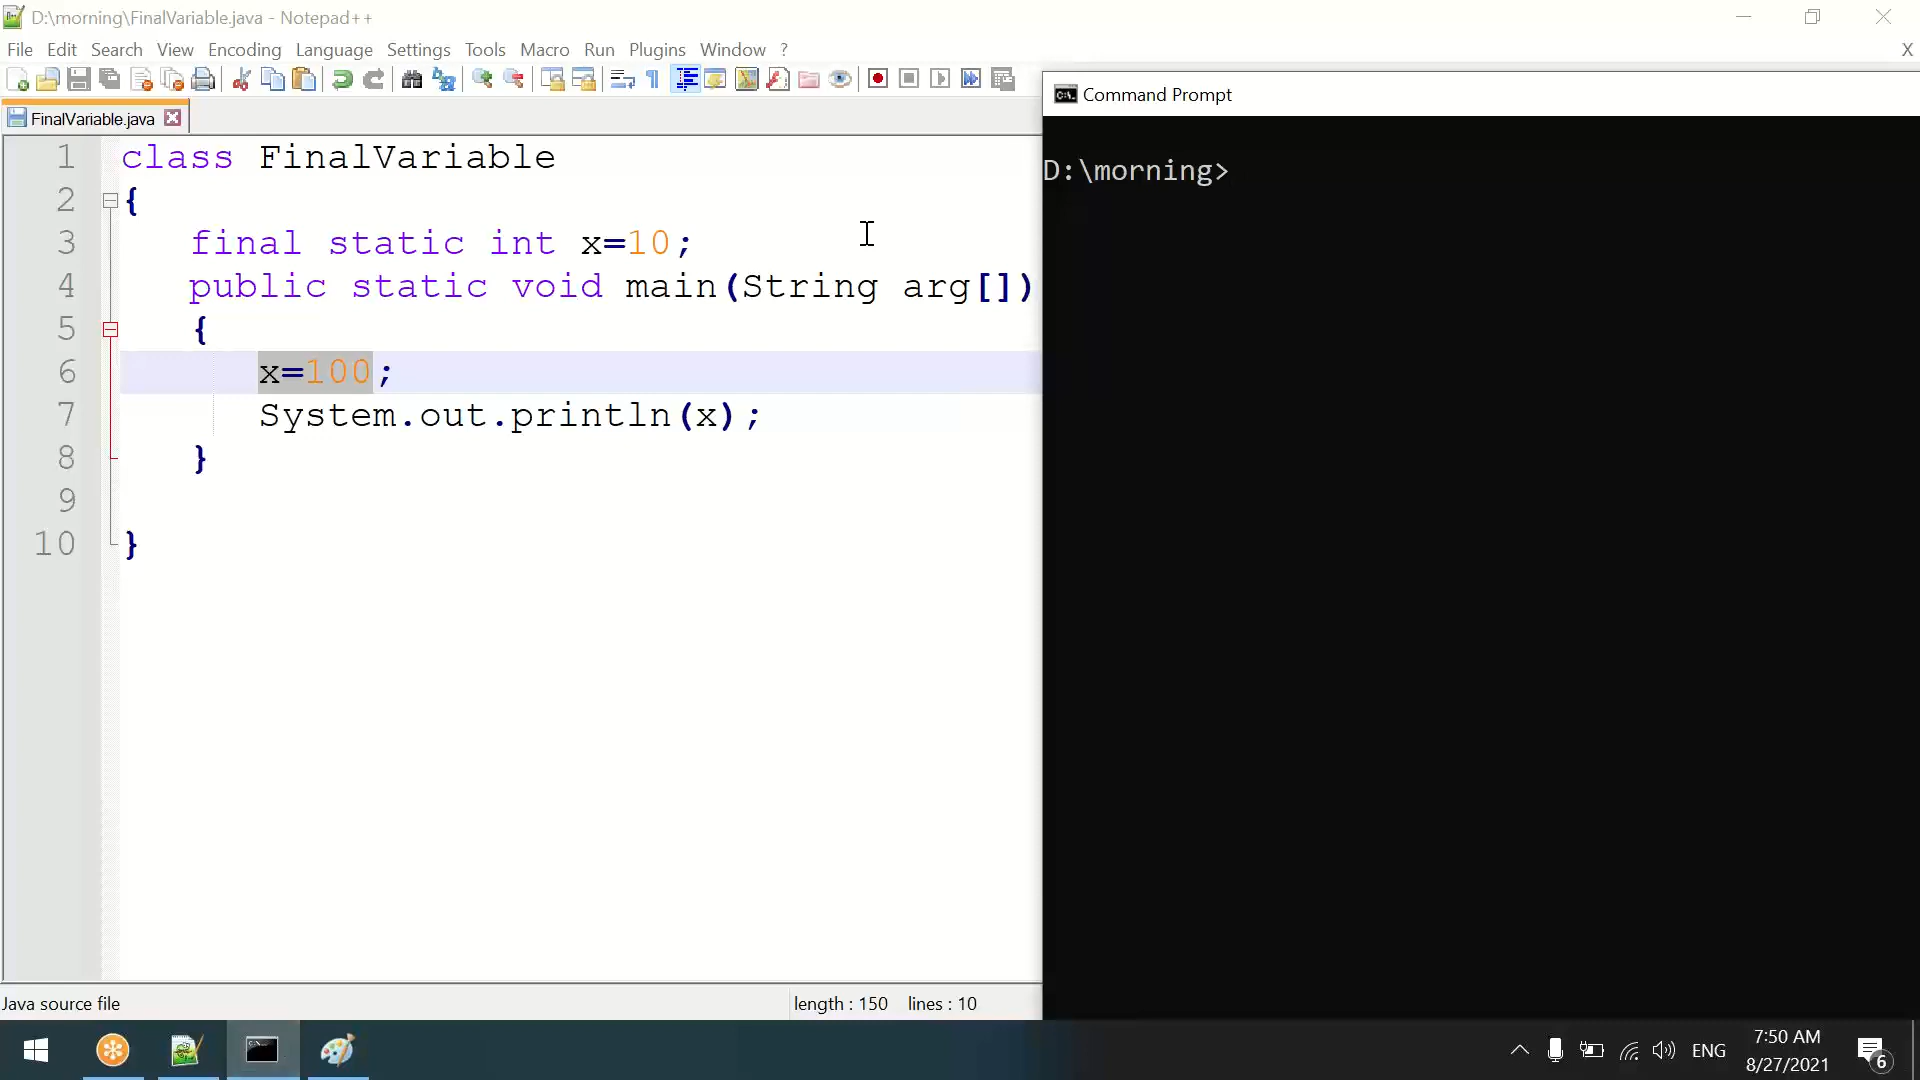 D:\morning\FinalVariable.java - Notepad++
File Edit Search View Encoding Language Settings Tools Macro Run Plugins Window ? X
FinalVariable.java
1 class FinalVariable
2 {
3 final static int x=10;
4 public static void main(String arg[])
5 {
6 x=100;
7 System.out.println(x);
8 }
9
10 }
Java source file length : 150 lines : 10
Command Prompt
D:\morning>
ENG 7:50 AM
8/27/2021
6